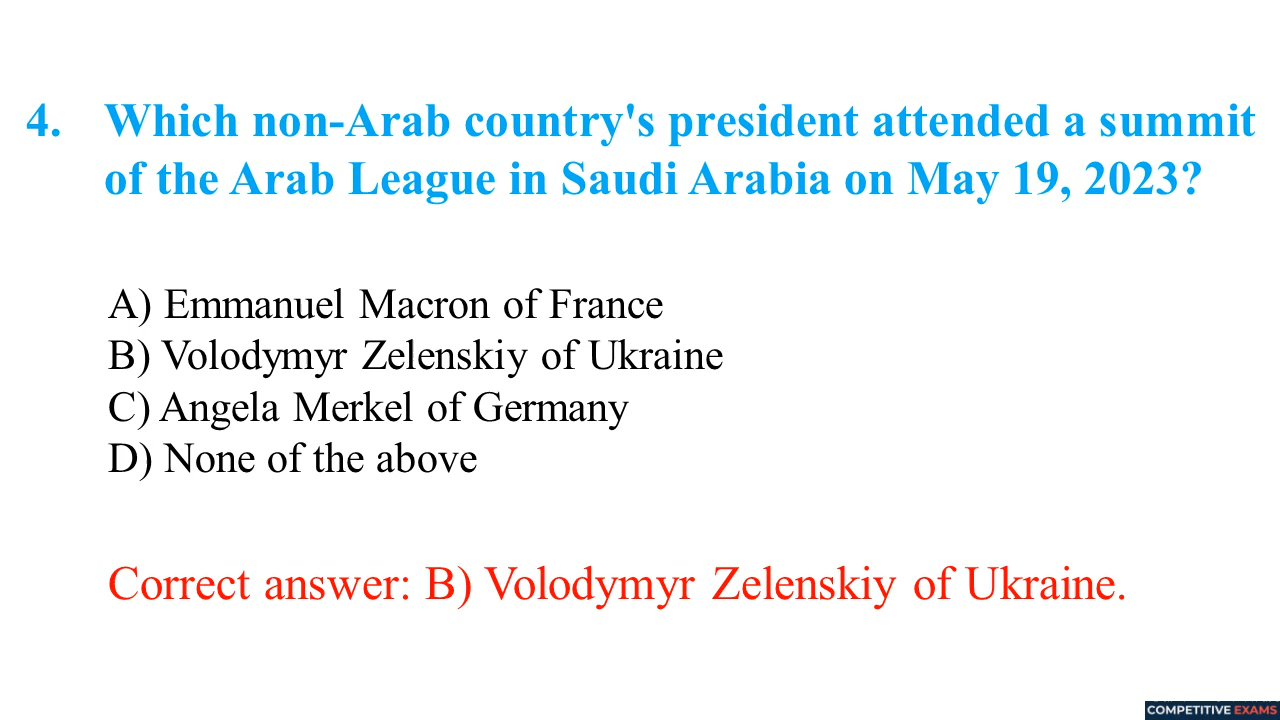 4. Which non-Arab country's president attended a summit
of the Arab League in Saudi Arabia on May 19, 2023?
A) Emmanuel Macron of France
B) Volodymyr Zelenskiy of Ukraine
C) Angela Merkel of Germany
D) None of the above
Correct answer: B) Volodymyr Zelenskiy of Ukraine.
COMPETITIVE EXAMS